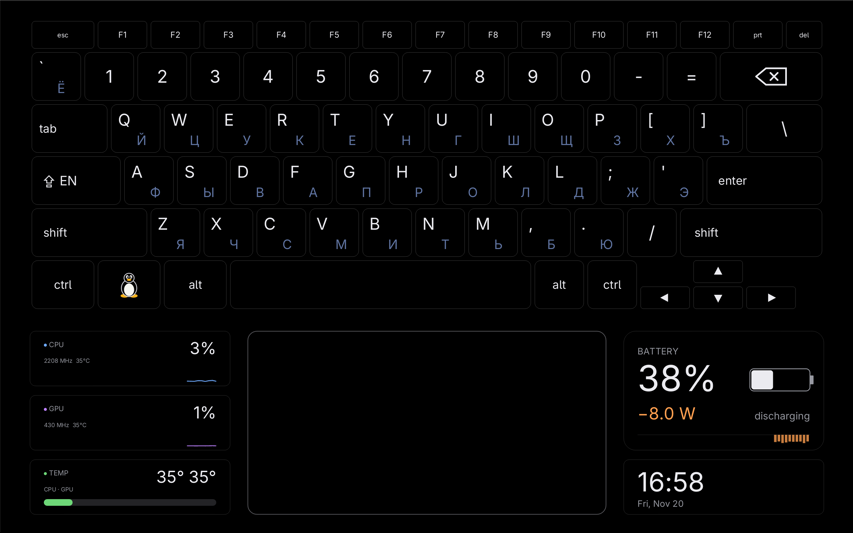 esc F1 F2 F3 F4 F5 F6 F7 F8 F9 F10 F11 F12 prt del
` Ё 1 2 3 4 5 6 7 8 9 0 - =
tab Q Й W Ц E У R К T Е Y Н U Г I Ш O Щ P З [ Х ] Ъ \
EN A Ф S Ы D В F А G П H Р J О K Л L Д ; Ж ' Э enter
shift Z Я X Ч C С V М B И N Т M Ь , Б . Ю / shift
ctrl alt alt ctrl ▲
◀ ▼ ▶
CPU 3%
2208 MHz 35°C
GPU 1%
430 MHz 35°C
TEMP 35° 35°
CPU · GPU
BATTERY
38%
−8.0 W discharging
16:58
Fri, Nov 20